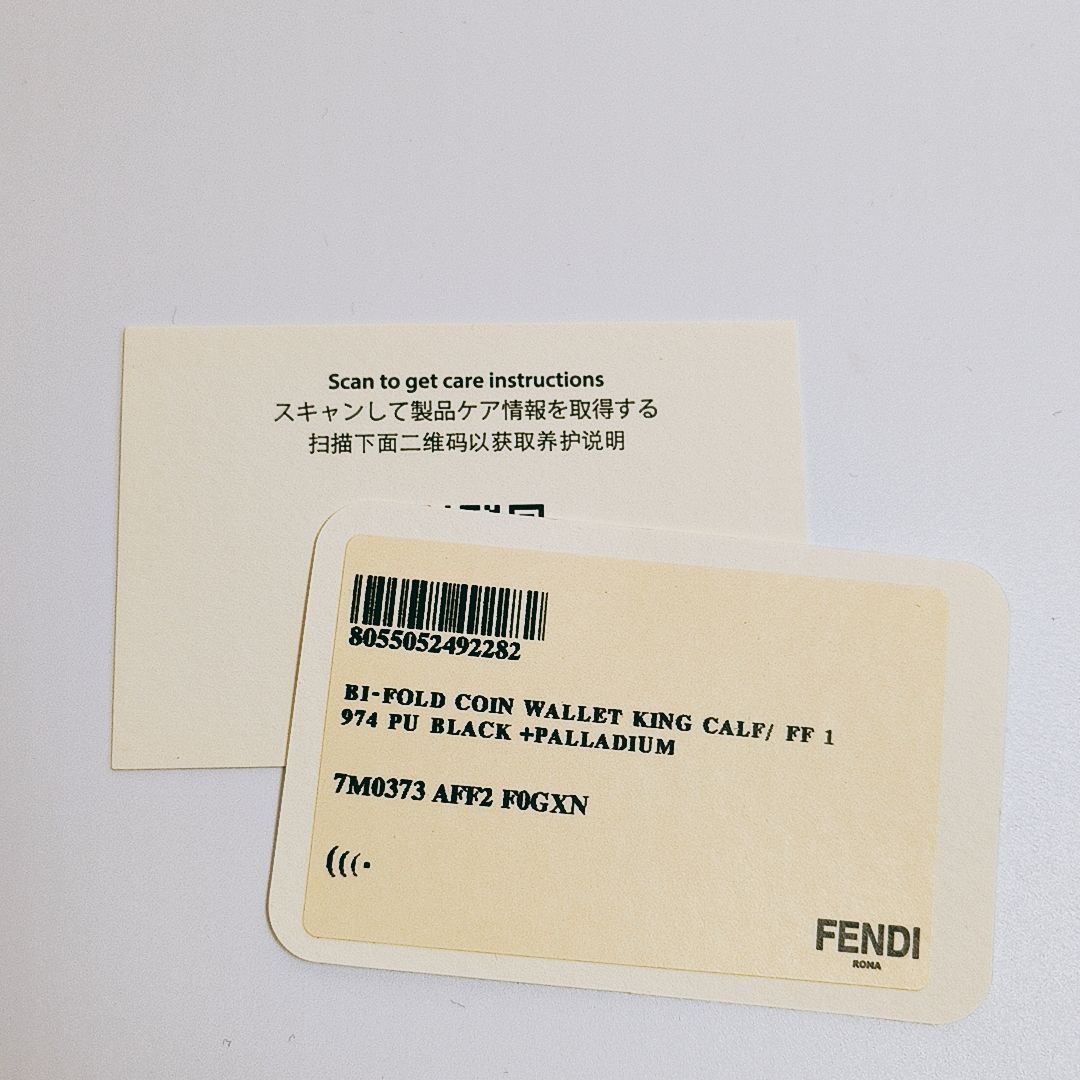 Scan to get care instructions
スキャンして製品ケア情報を取得する
扫描下面二维码以获取养护说明
8055052492282
BI-FOLD COIN WALLET KING CALF/ FF 1
974 PU BLACK +PALLADIUM
7M0373 AFF2 F0GXN
(((·
FENDI
ROMA